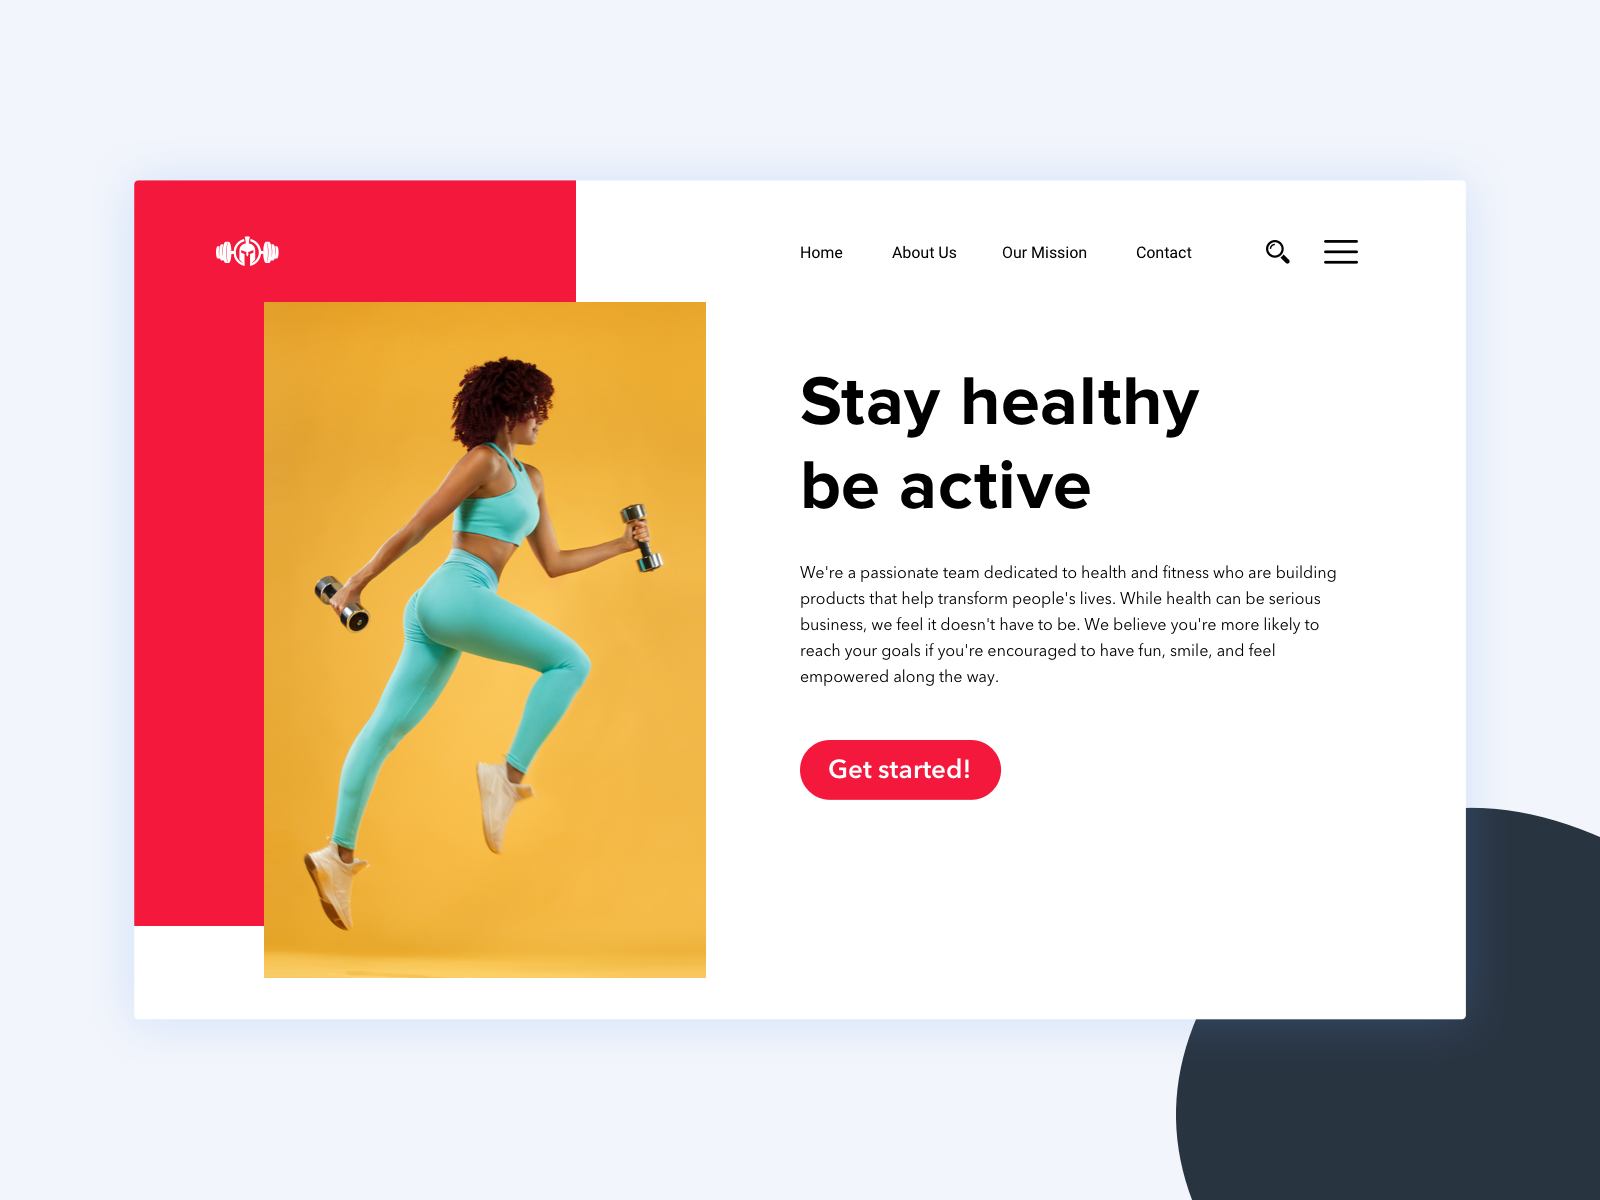 Home About Us Our Mission Contact
Stay healthy
be active
We're a passionate team dedicated to health and fitness who are building
products that help transform people's lives. While health can be serious
business, we feel it doesn't have to be. We believe you're more likely to
reach your goals if you're encouraged to have fun, smile, and feel
empowered along the way.
Get started!